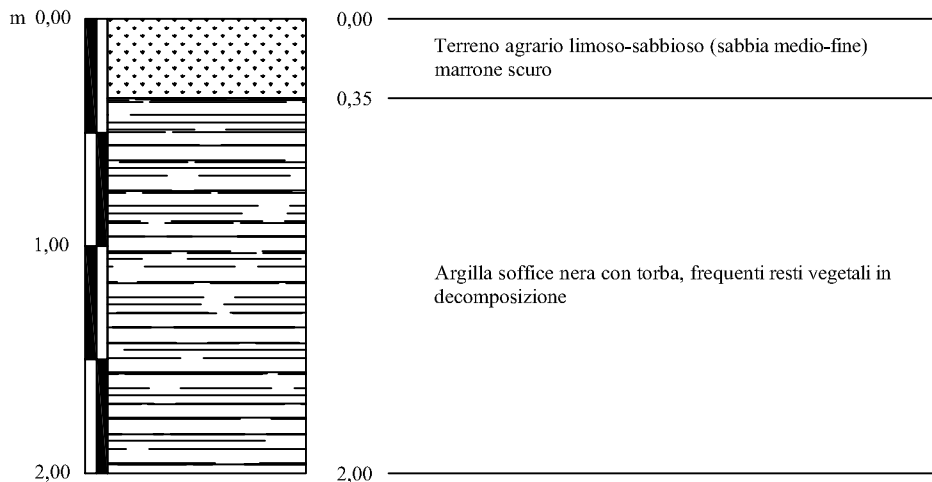 m 0,00
0,00
Terreno agrario limoso-sabbioso (sabbia medio-fine)
marrone scuro
0,35
1,00
Argilla soffice nera con torba, frequenti resti vegetali in
decomposizione
2,00
2,00